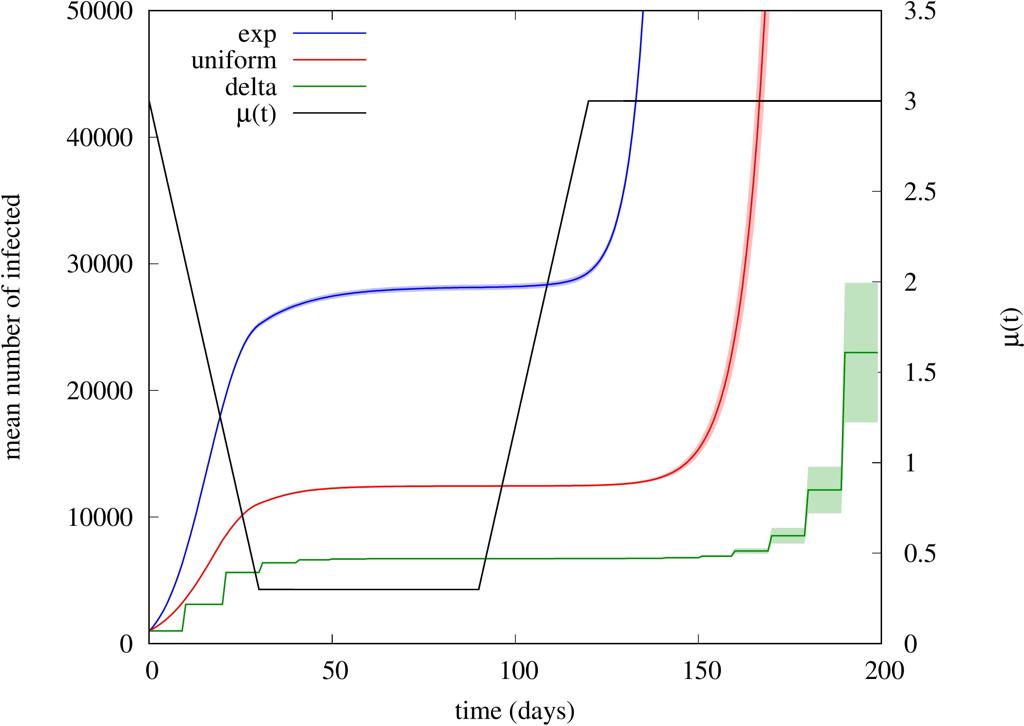 50000
40000
30000
20000
10000
0
mean number of infected
exp
uniform
delta
μ(t)
3.5
3
2.5
2
1.5
1
0.5
0
μ(t)
0
50
100
150
200
time (days)